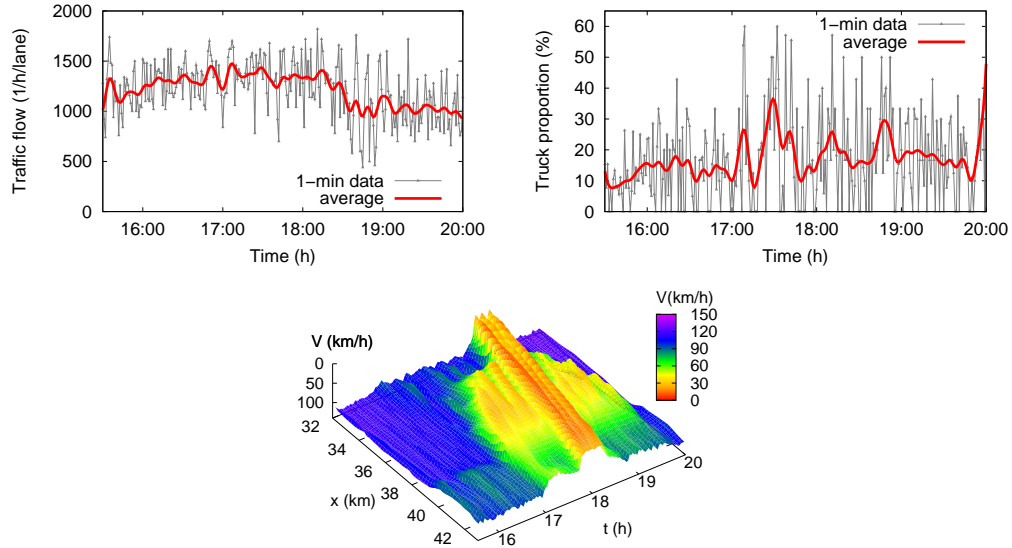 Traffic flow (1/h/lane)
2000
1500
1000
500
0
1−min data
average
16:00 17:00 18:00 19:00 20:00
Time (h)
Truck proportion (%)
60
50
40
30
20
10
0
1−min data
average
16:00 17:00 18:00 19:00 20:00
Time (h)
V (km/h)
0
50
100
32
34
36
38
40
42
x (km)
16
17
18
19
20
t (h)
V(km/h)
150
120
90
60
30
0